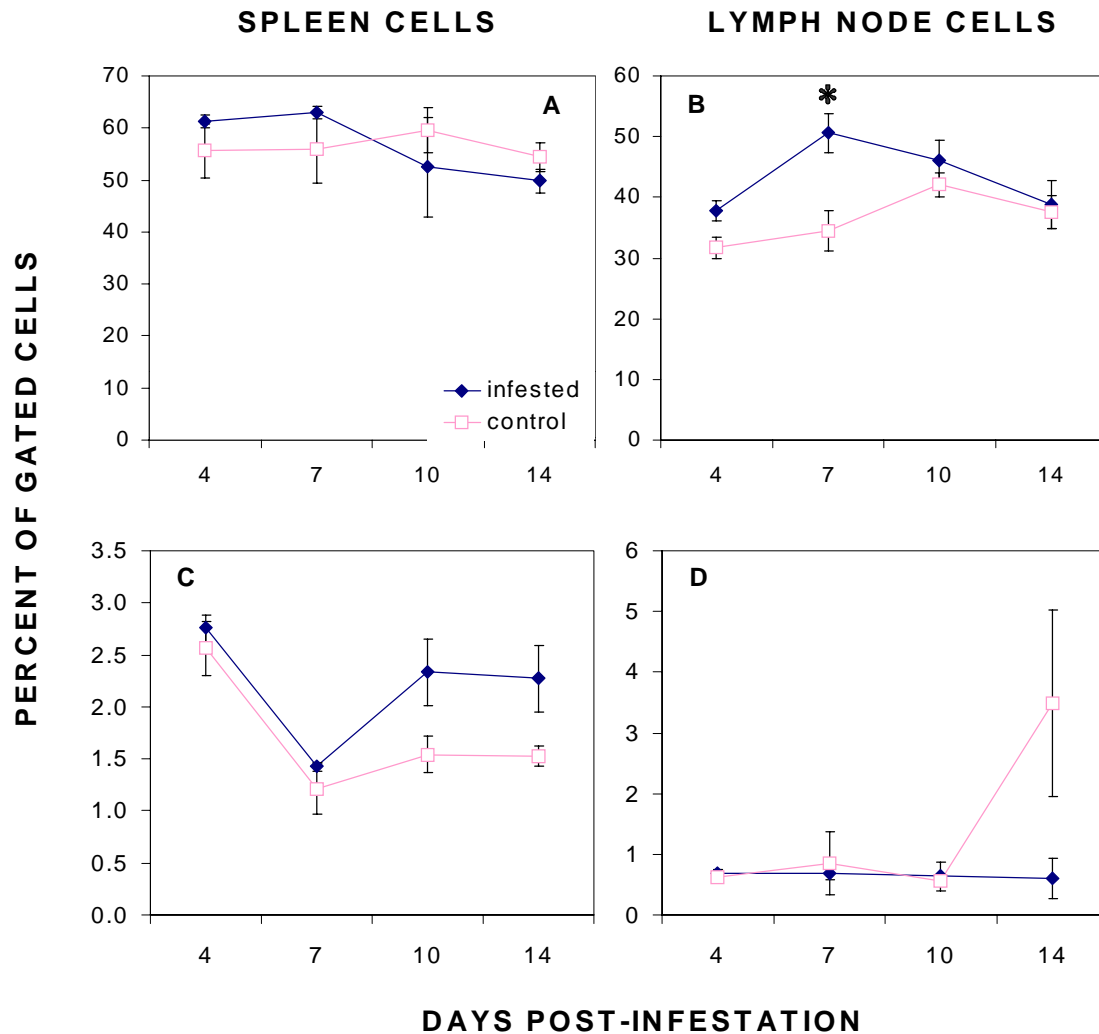 SPLEEN CELLS
LYMPH NODE CELLS
PERCENT OF GATED CELLS
70
60
50
40
30
20
10
0
A
infested
control
4 7 10 14
60
50
40
30
20
10
0
B
*
4 7 10 14
3.5
3.0
2.5
2.0
1.5
1.0
0.5
0.0
C
4 7 10 14
6
5
4
3
2
1
0
D
4 7 10 14
DAYS POST-INFESTATION